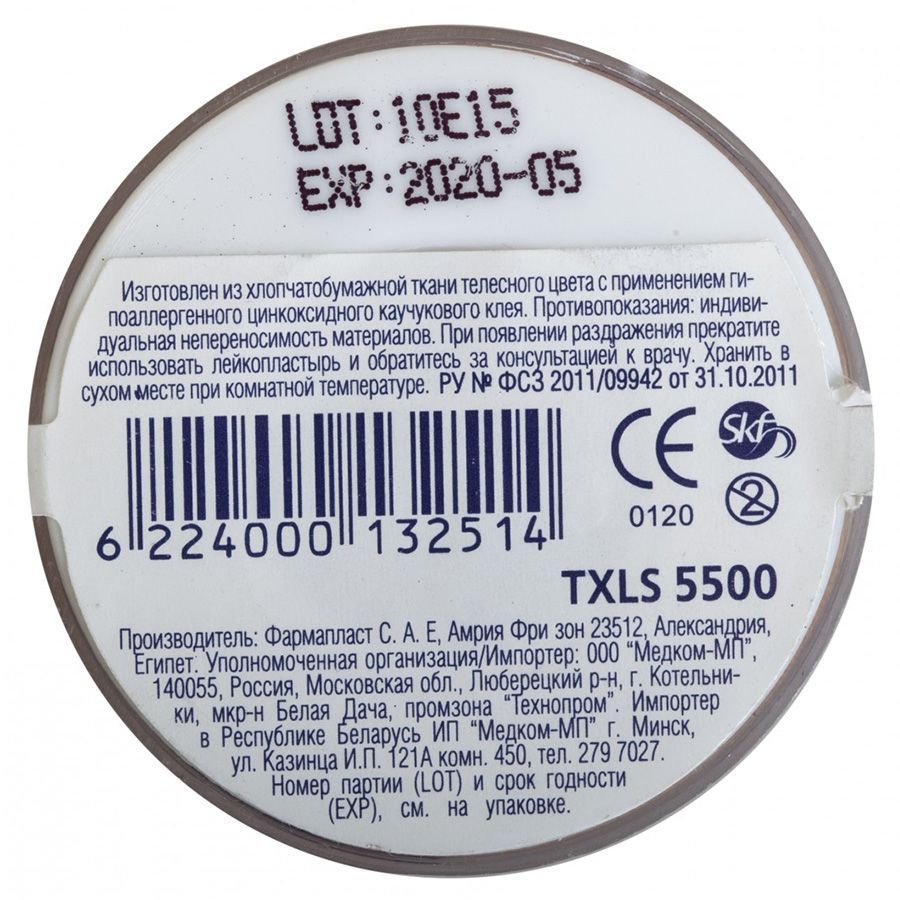 LOT:10E15
EXP:2020-05
Изготовлен из хлопчатобумажной ткани телесного цвета с применением ги-
поаллергенного цинкоксидного каучукового клея. Противопоказания: индиви-
дуальная непереносимость материалов. При появлении раздражения прекратите
использовать лейкопластырь и обратитесь за консультацией к врачу. Хранить в
сухом месте при комнатной температуре. РУ № ФСЗ 2011/09942 от 31.10.2011
CE Skf
0120 2
6 224000 132514
TXLS 5500
Производитель: Фармапласт С. А. Е, Амрия Фри зон 23512, Александрия,
Египет. Уполномоченная организация/Импортер: ООО "Медком-МП",
140055, Россия, Московская обл., Люберецкий р-н, г. Котельни-
ки, мкр-н Белая Дача, промзона "Технопром". Импортер
в Республике Беларусь ИП "Медком-МП" г. Минск,
ул. Казинца И.П. 121А комн. 450, тел. 279 7027.
Номер партии (LOT) и срок годности
(EXP), см. на упаковке.